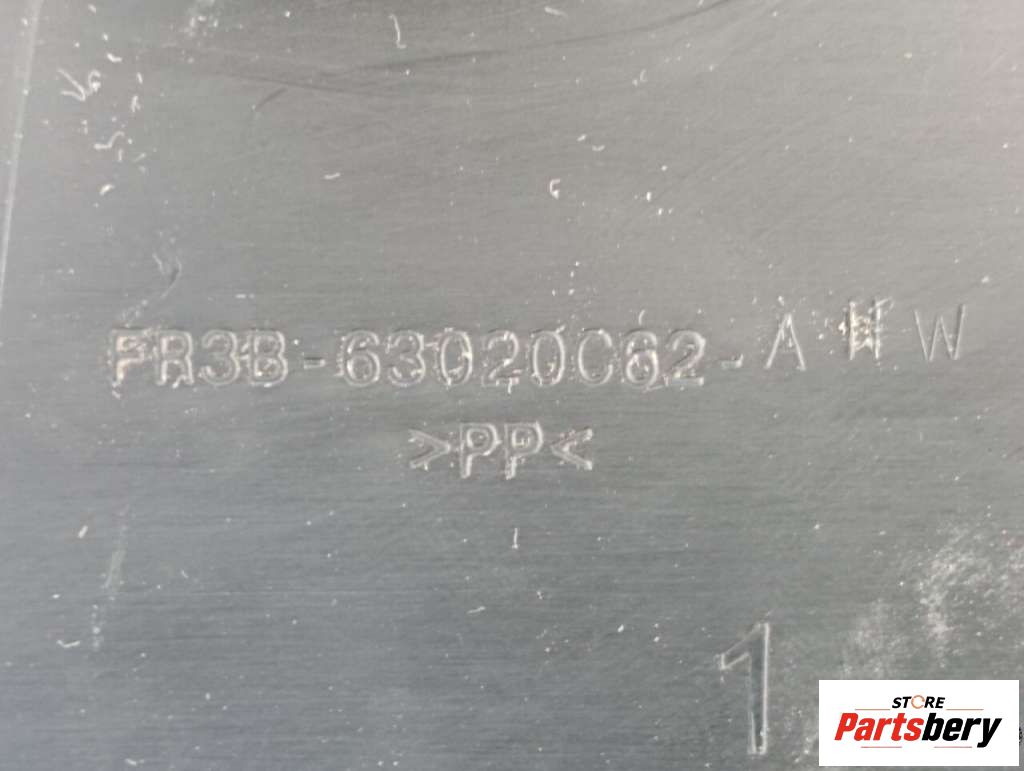 FR3B-63020C62-A W
>PP<
1
STORE
Partsbery